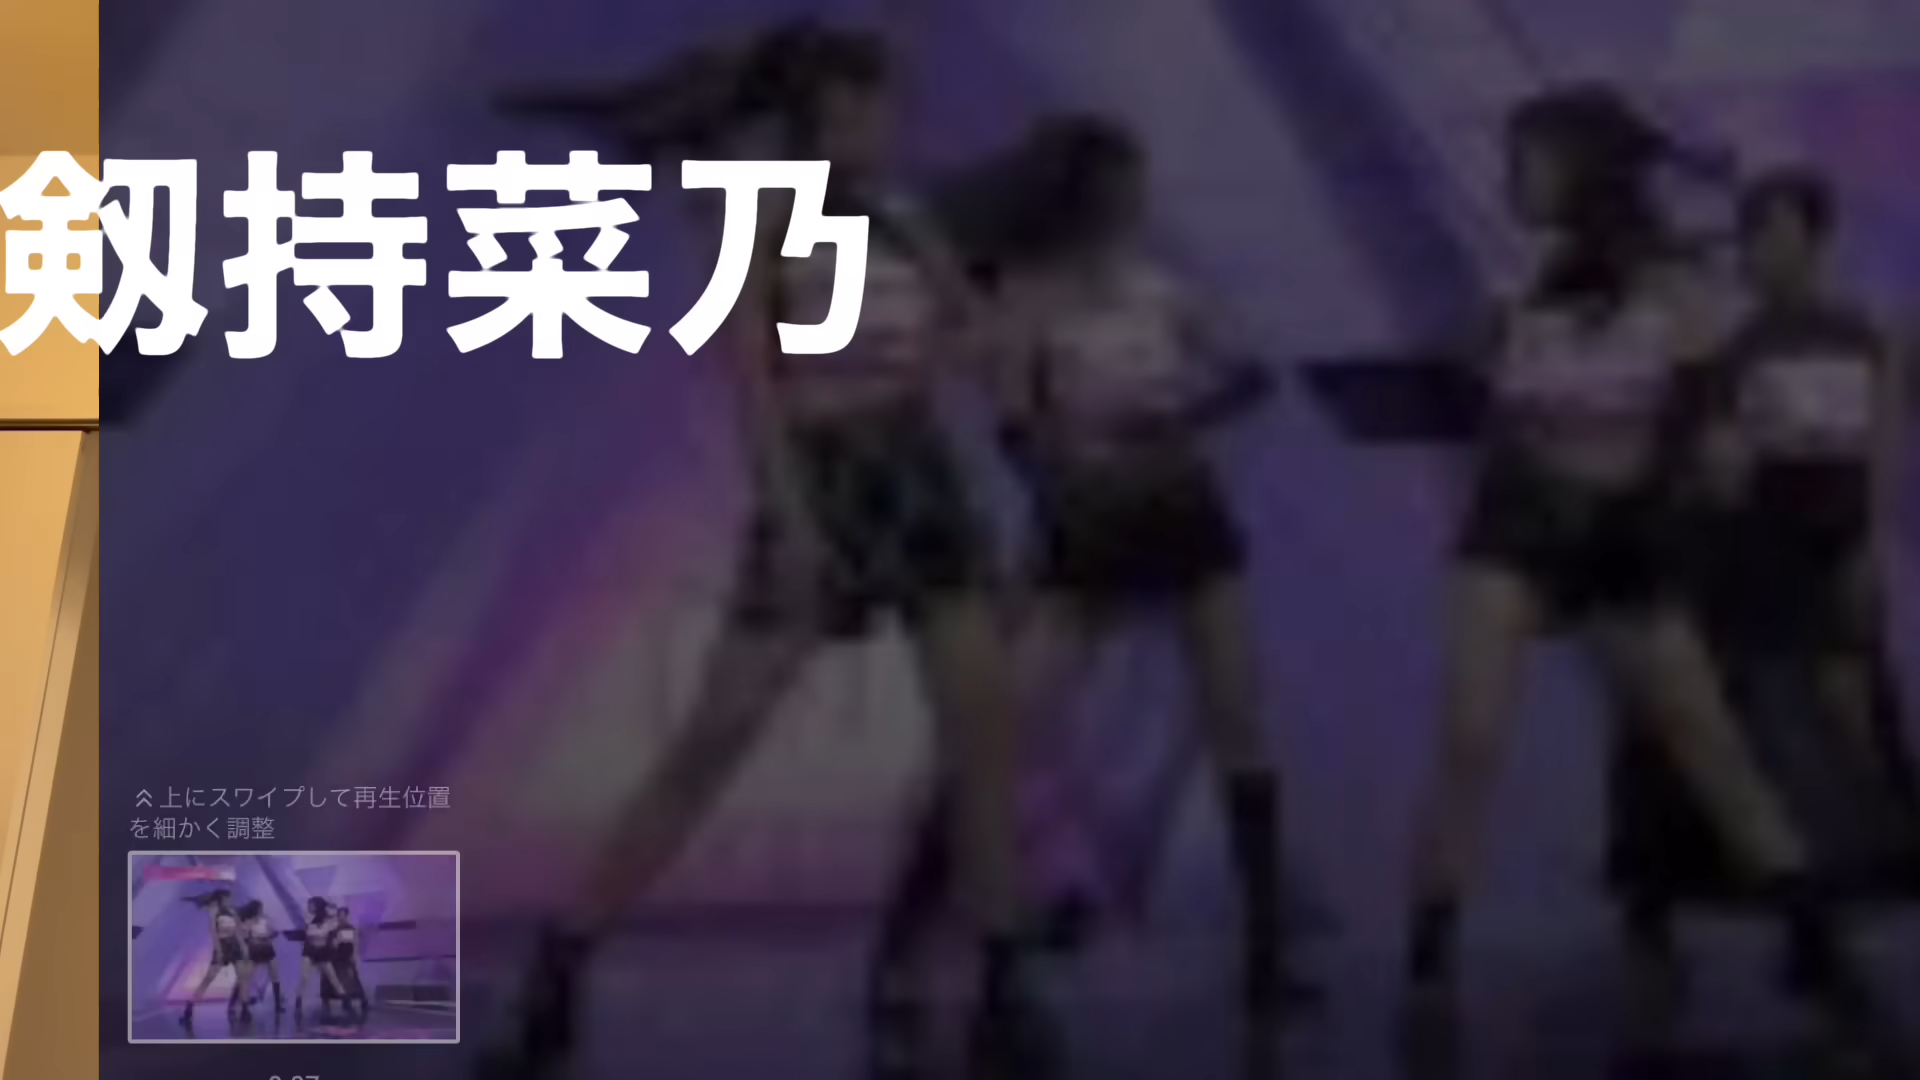 剱持菜乃
上にスワイプして再生位置
を細かく調整